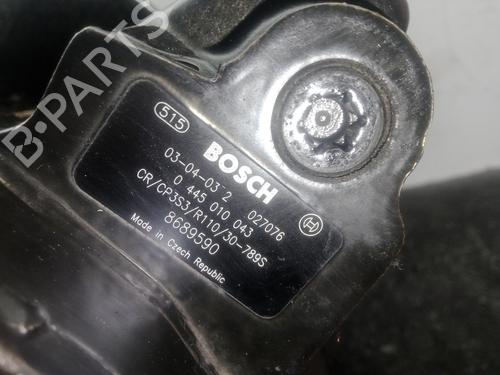 B-PARTS
515
BOSCH
03-04-03 2 027076
0 445 010 043
CR/CP3S3/R110/30-789S
8689590
Made in Czech Republic